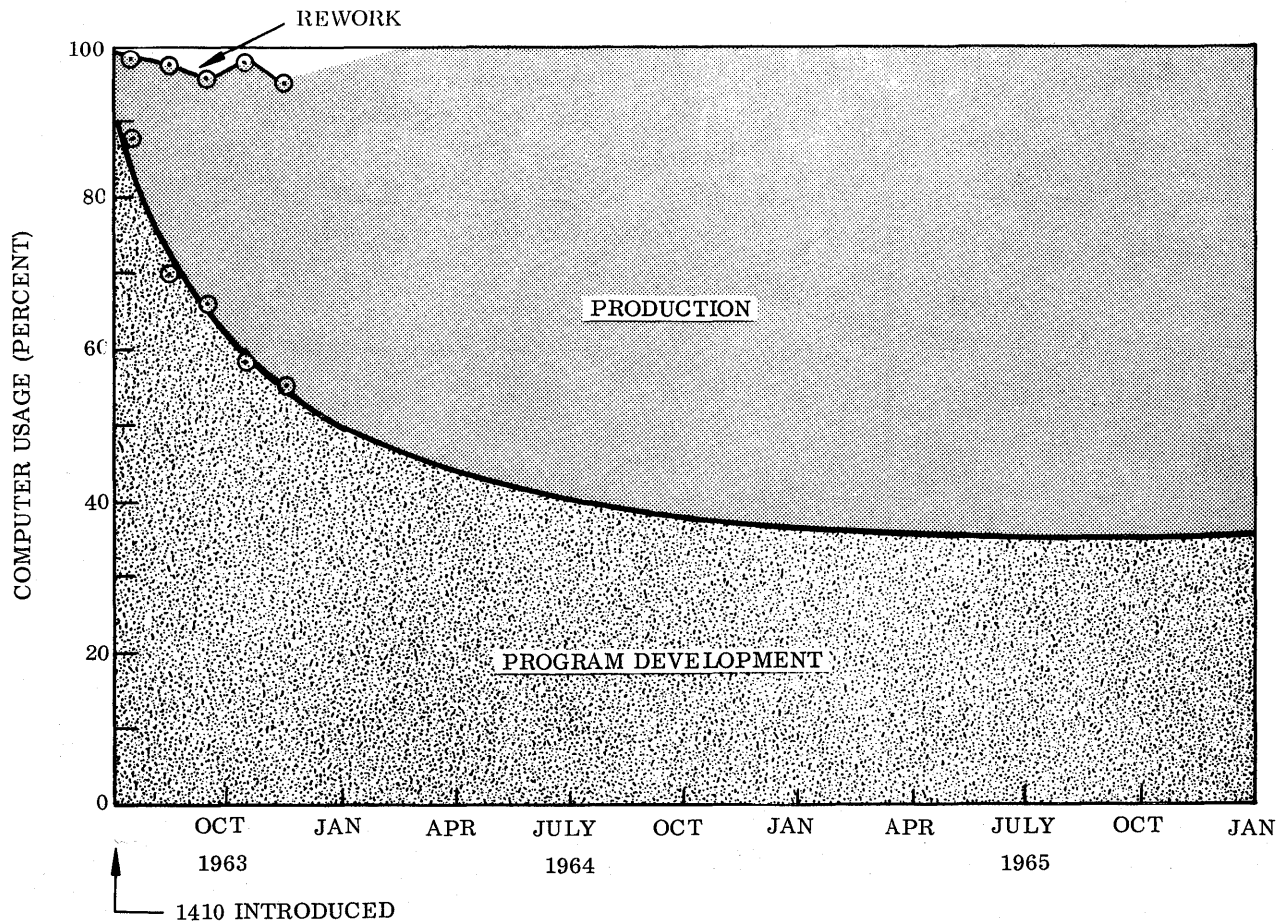 REWORK
100
80
60
40
20
0
COMPUTER USAGE (PERCENT)
PRODUCTION
PROGRAM DEVELOPMENT
OCT JAN APR JULY OCT JAN APR JULY OCT JAN
1963 1964 1965
1410 INTRODUCED